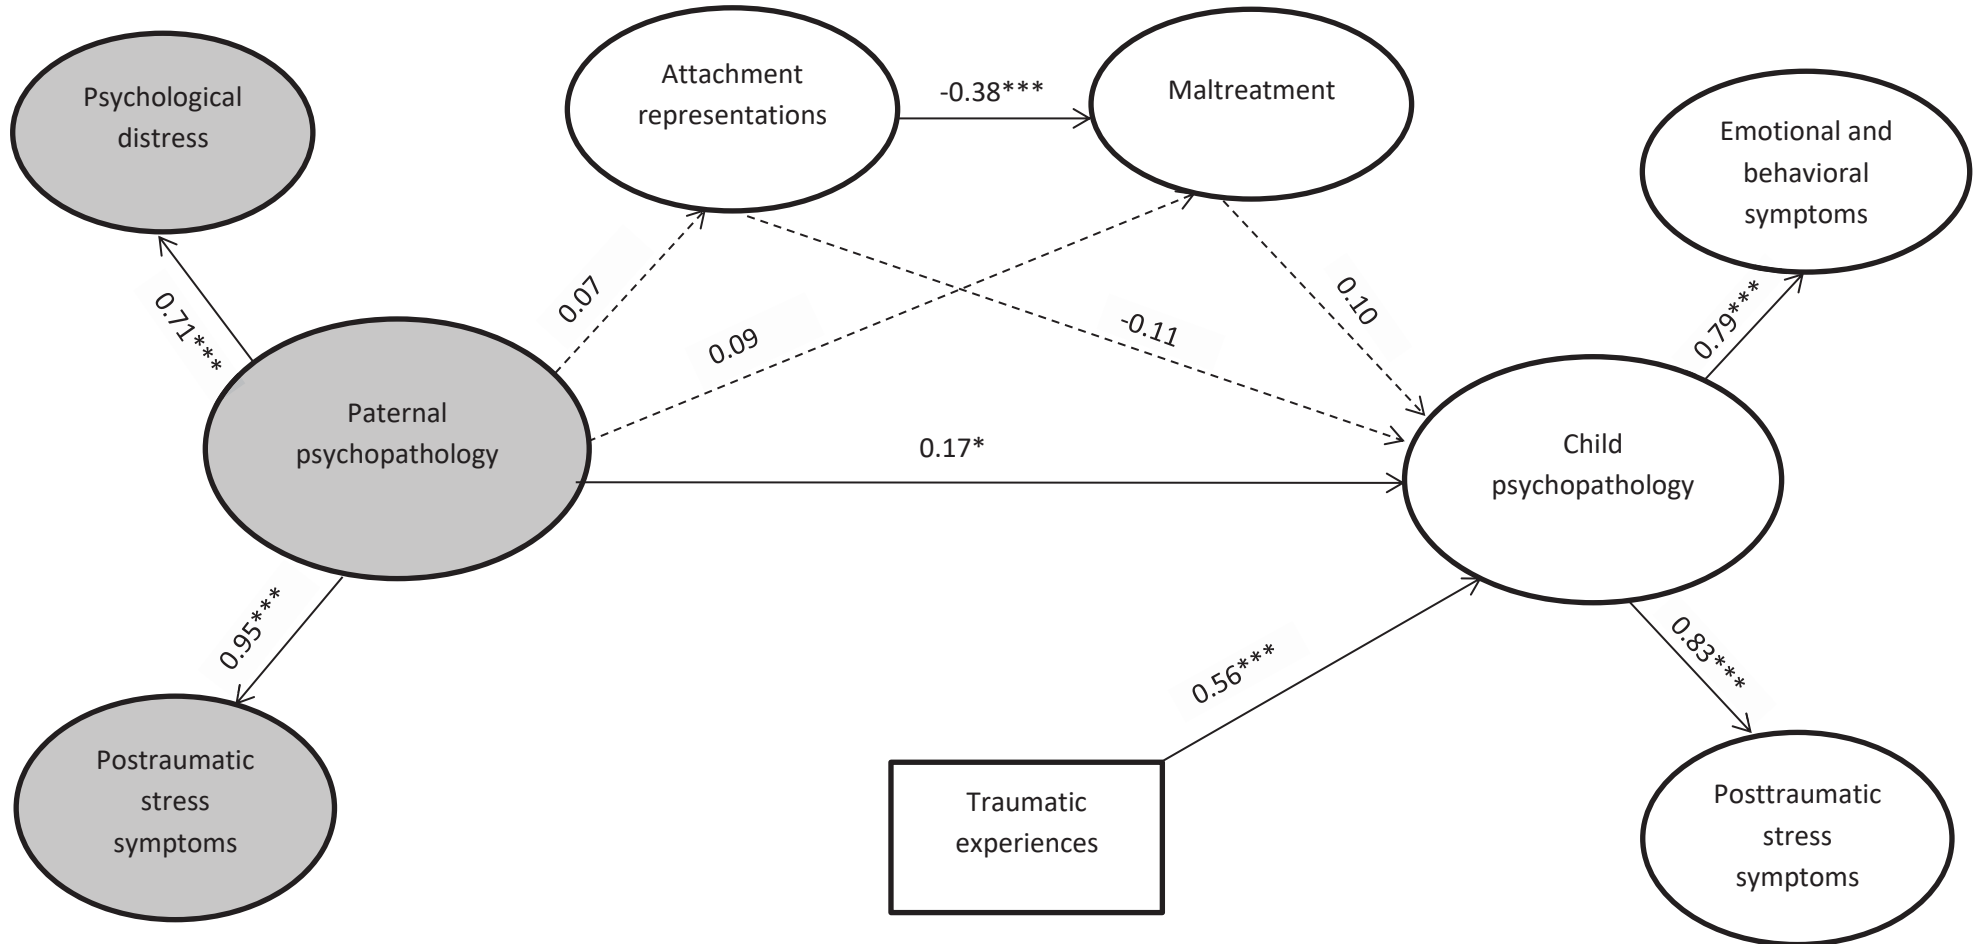 Psychological
distress
Attachment
representations
-0.38***
Maltreatment
Emotional and
behavioral
symptoms
0.71***
0.07
0.09
-0.11
0.10
0.79***
Paternal
psychopathology
0.17*
Child
psychopathology
0.95***
0.56***
0.83***
Postraumatic
stress
symptoms
Traumatic
experiences
Posttraumatic
stress
symptoms